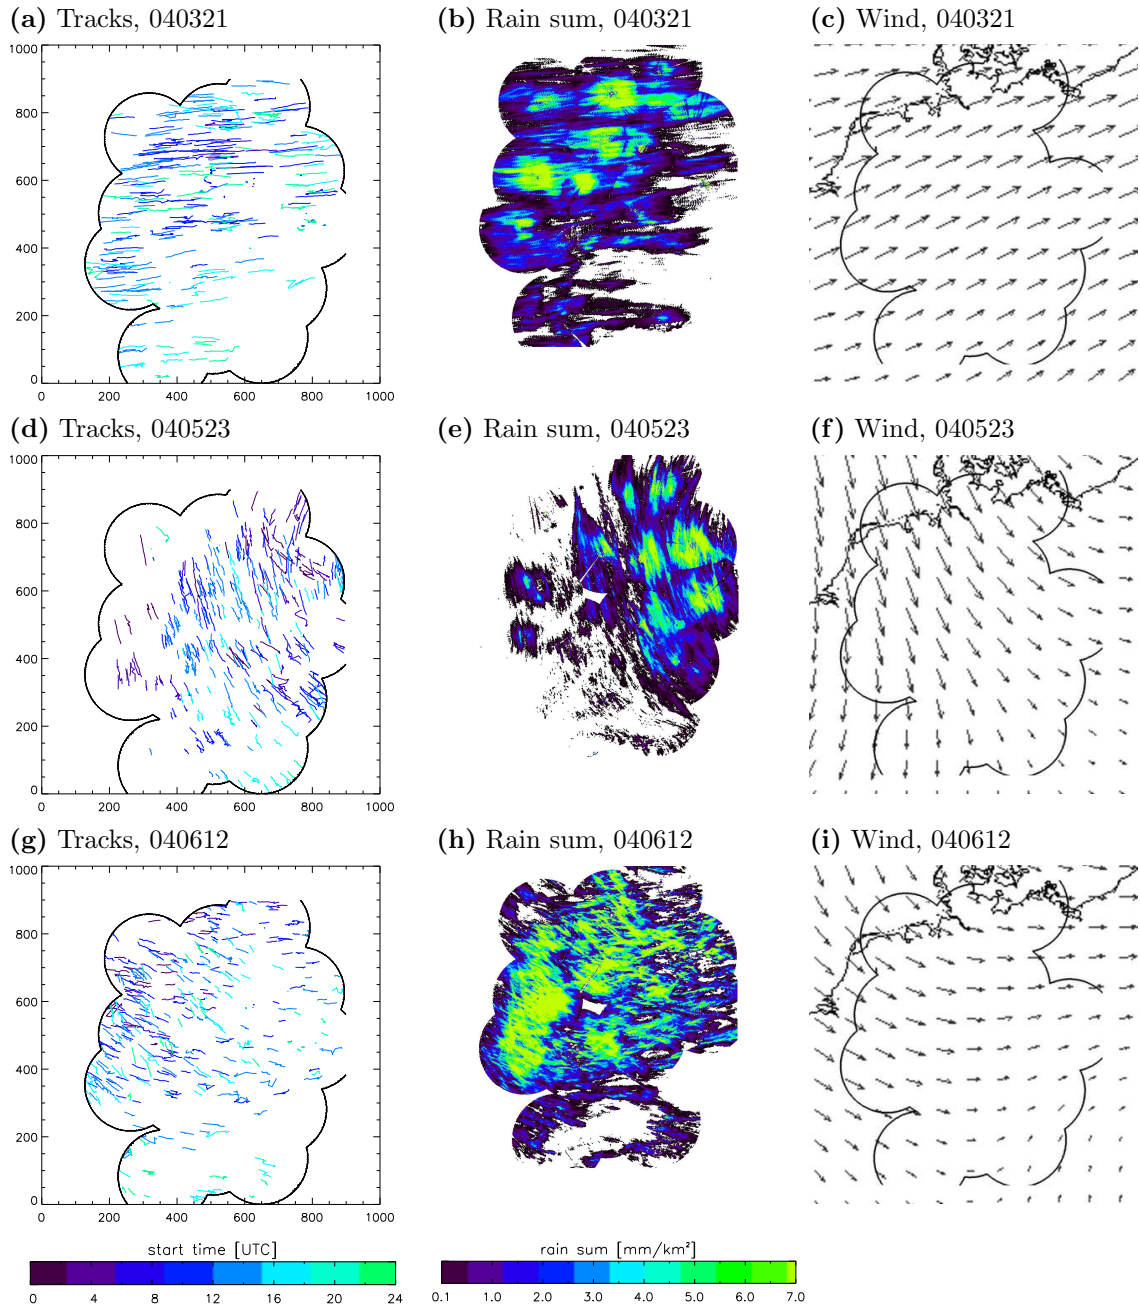 (a) Tracks, 040321
(b) Rain sum, 040321
(c) Wind, 040321
1000
800
600
400
200
0
0 200 400 600 800 1000
(d) Tracks, 040523
(e) Rain sum, 040523
(f) Wind, 040523
1000
800
600
400
200
0
0 200 400 600 800 1000
(g) Tracks, 040612
(h) Rain sum, 040612
(i) Wind, 040612
1000
800
600
400
200
0
0 200 400 600 800 1000
start time [UTC]
0 4 8 12 16 20 24
rain sum [mm/km²]
0.1 1.0 2.0 3.0 4.0 5.0 6.0 7.0